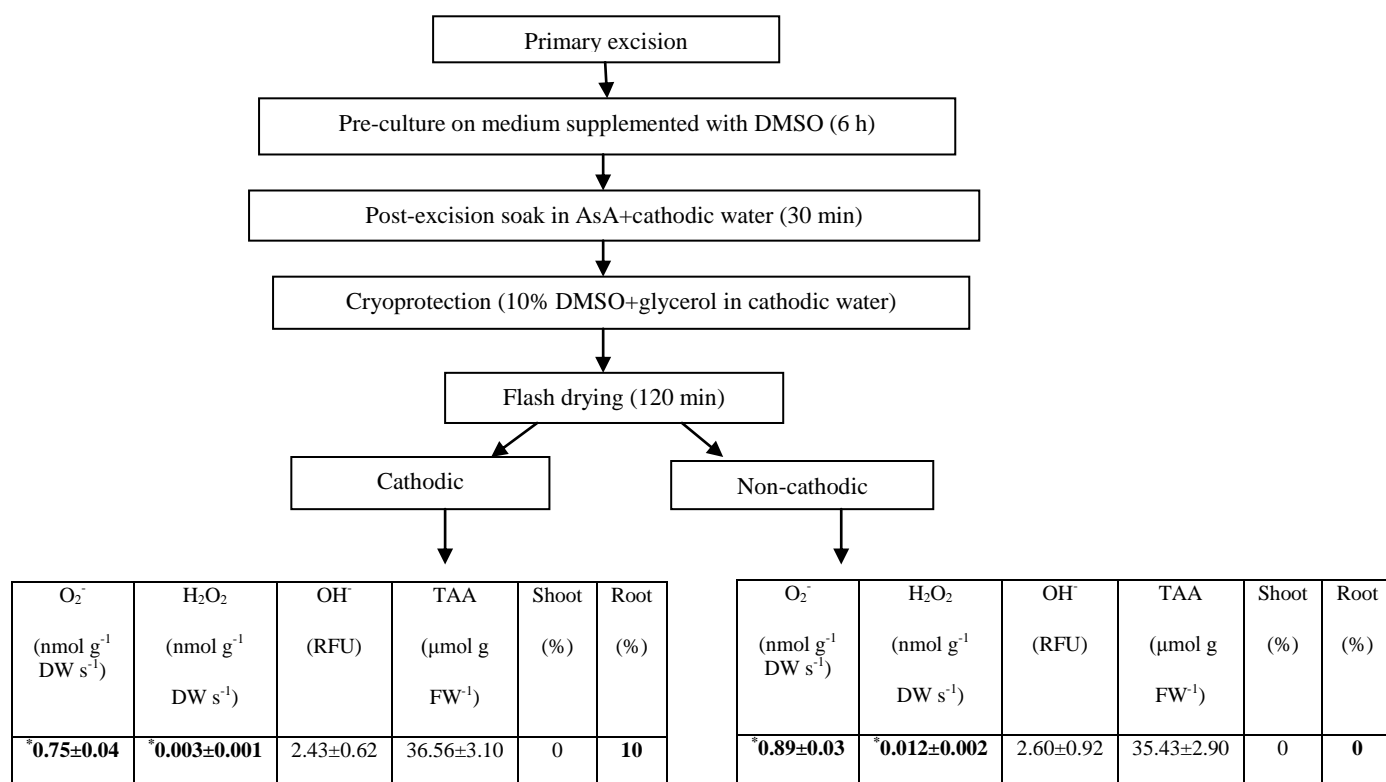 Primary excision
Pre-culture on medium supplemented with DMSO (6 h)
Post-excision soak in AsA+cathodic water (30 min)
Cryoprotection (10% DMSO+glycerol in cathodic water)
Flash drying (120 min)
Cathodic
Non-cathodic
O₂⁻ H₂O₂ OH⁻ TAA Shoot Root
(nmol g⁻¹ (nmol g⁻¹ (RFU) (μmol g (%) (%)
DW s⁻¹)
DW s⁻¹) FW⁻¹)
*0.75±0.04 *0.003±0.001 2.43±0.62 36.56±3.10 0 10
O₂⁻ H₂O₂ OH⁻ TAA Shoot Root
(nmol g⁻¹ (nmol g⁻¹ (RFU) (μmol g (%) (%)
DW s⁻¹)
DW s⁻¹) FW⁻¹)
*0.89±0.03 *0.012±0.002 2.60±0.92 35.43±2.90 0 0